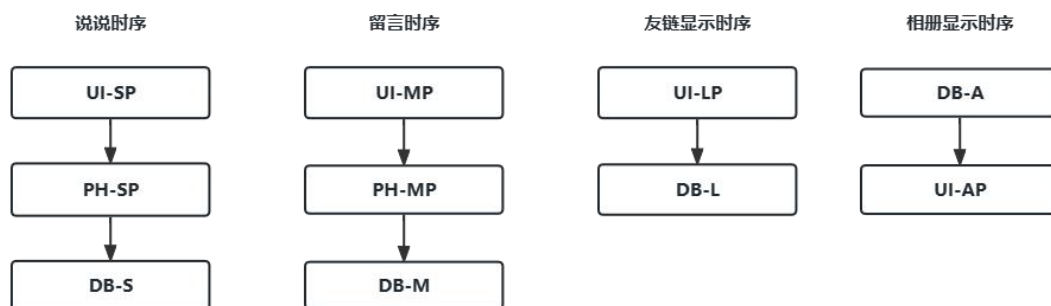 说说时序
留言时序
友链显示时序
相册显示时序
UI-SP
UI-MP
UI-LP
DB-A
PH-SP
PH-MP
DB-L
UI-AP
DB-S
DB-M